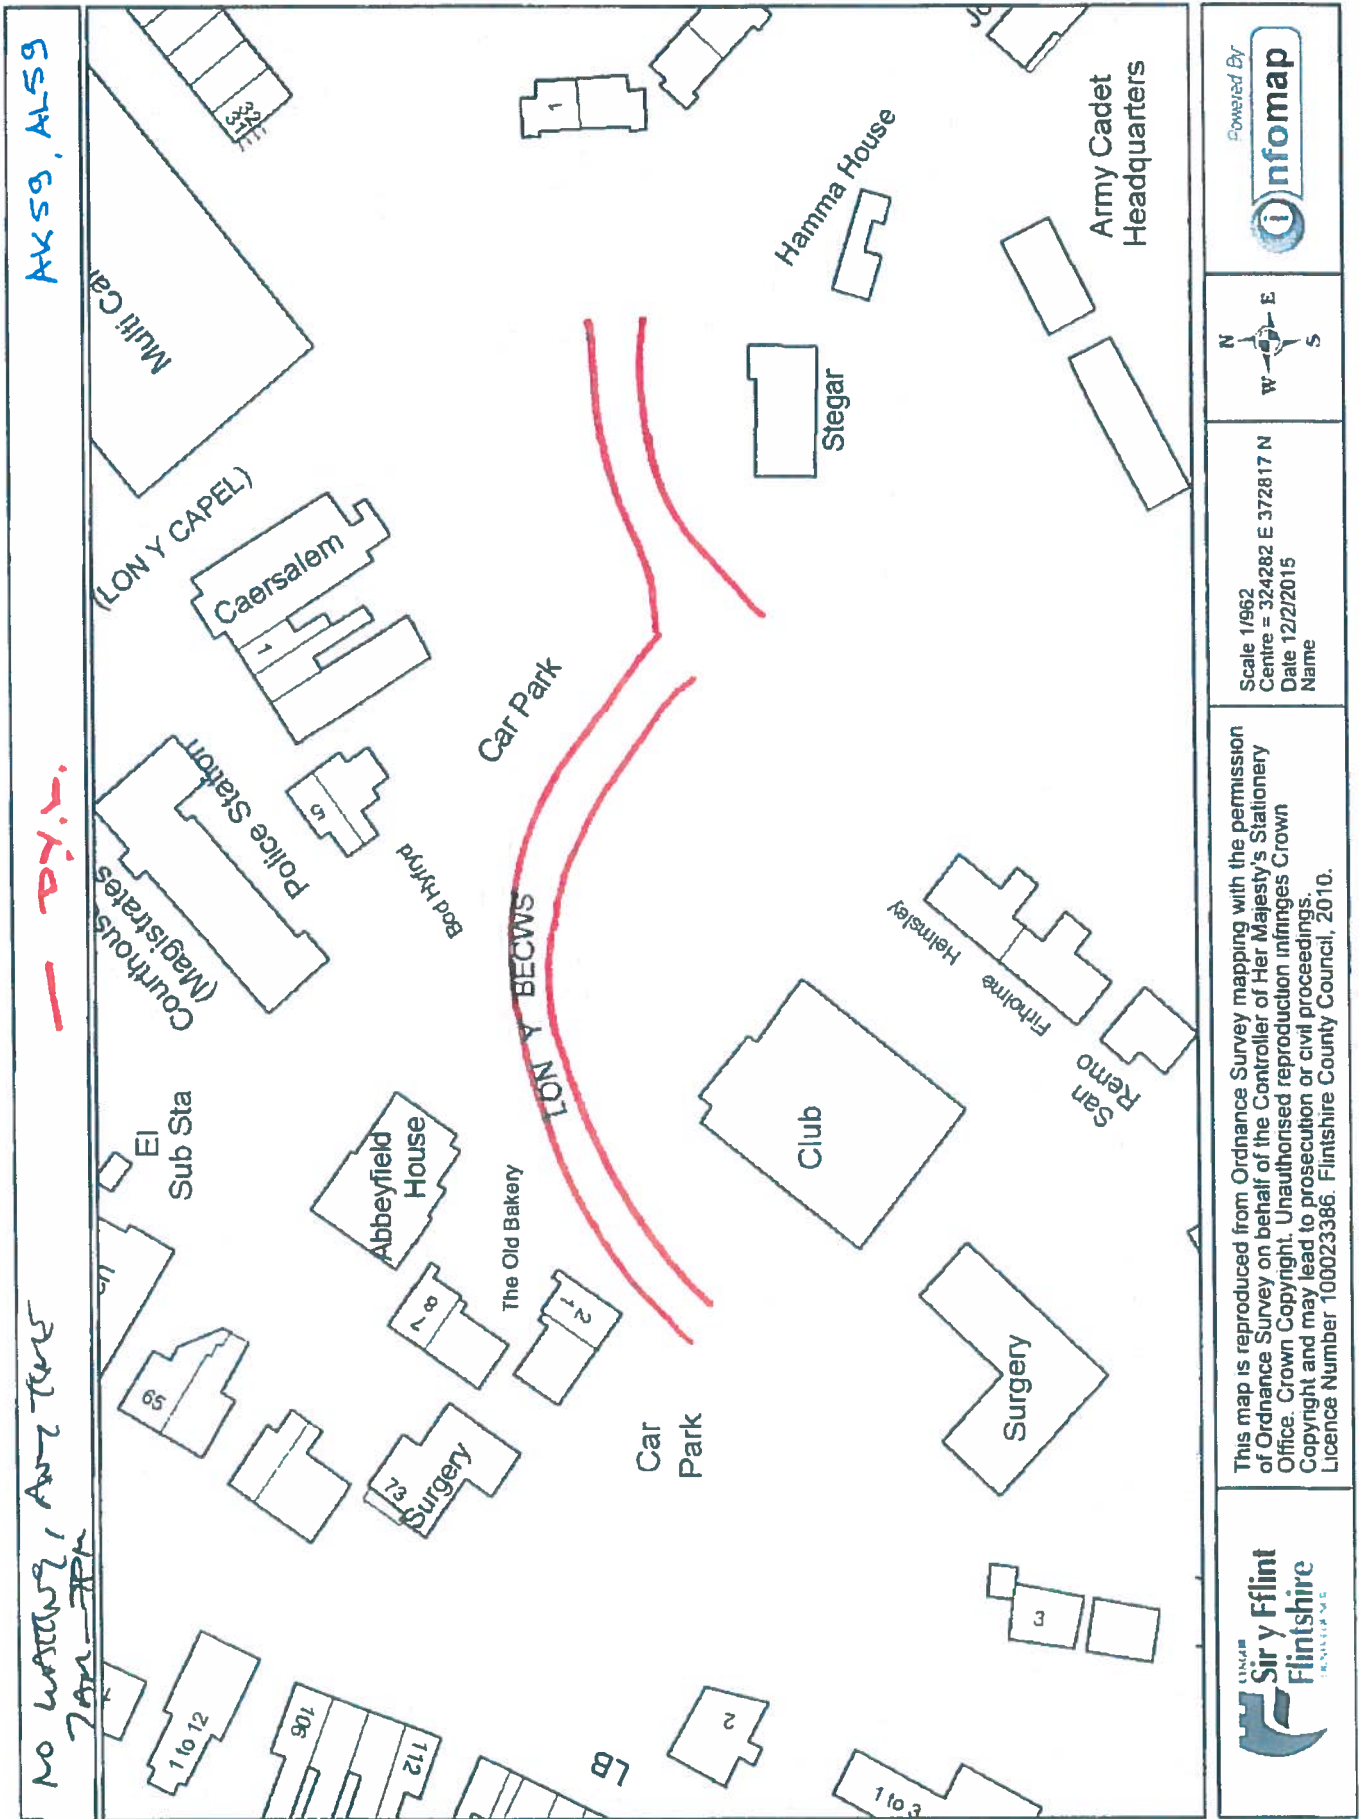 NO WAITING, ANY TIME
7AM-7PM
— D.Y.L.
AK59, AL59
1 to 12
106
112
LB
2
1 to 3
3
65
73
Surgery
Car
Park
Surgery
El
Sub Sta
Abbeyfield
House
8
7
The Old Bakery
1
2
LON Y BECWS
Club
San
Remo
Firholme
Helmsley
Courthous
(Magistrates
Police Station
Bod Hyfryd
5
Car Park
1
Caersalem
(LON Y CAPEL)
Multi Car
31
32
1
Stegar
Hamma House
Army Cadet
Headquarters
Jo
Sir y Fflint
Flintshire
This map is reproduced from Ordnance Survey mapping with the permission
of Ordnance Survey on behalf of the Controller of Her Majesty's Stationery
Office. Crown Copyright. Unauthorised reproduction infringes Crown
Copyright and may lead to prosecution or civil proceedings.
Licence Number 100023386. Flintshire County Council, 2010.
Scale 1/962
Centre = 324282 E 372817 N
Date 12/2/2015
Name
N
W E
S
Powered By
infomap